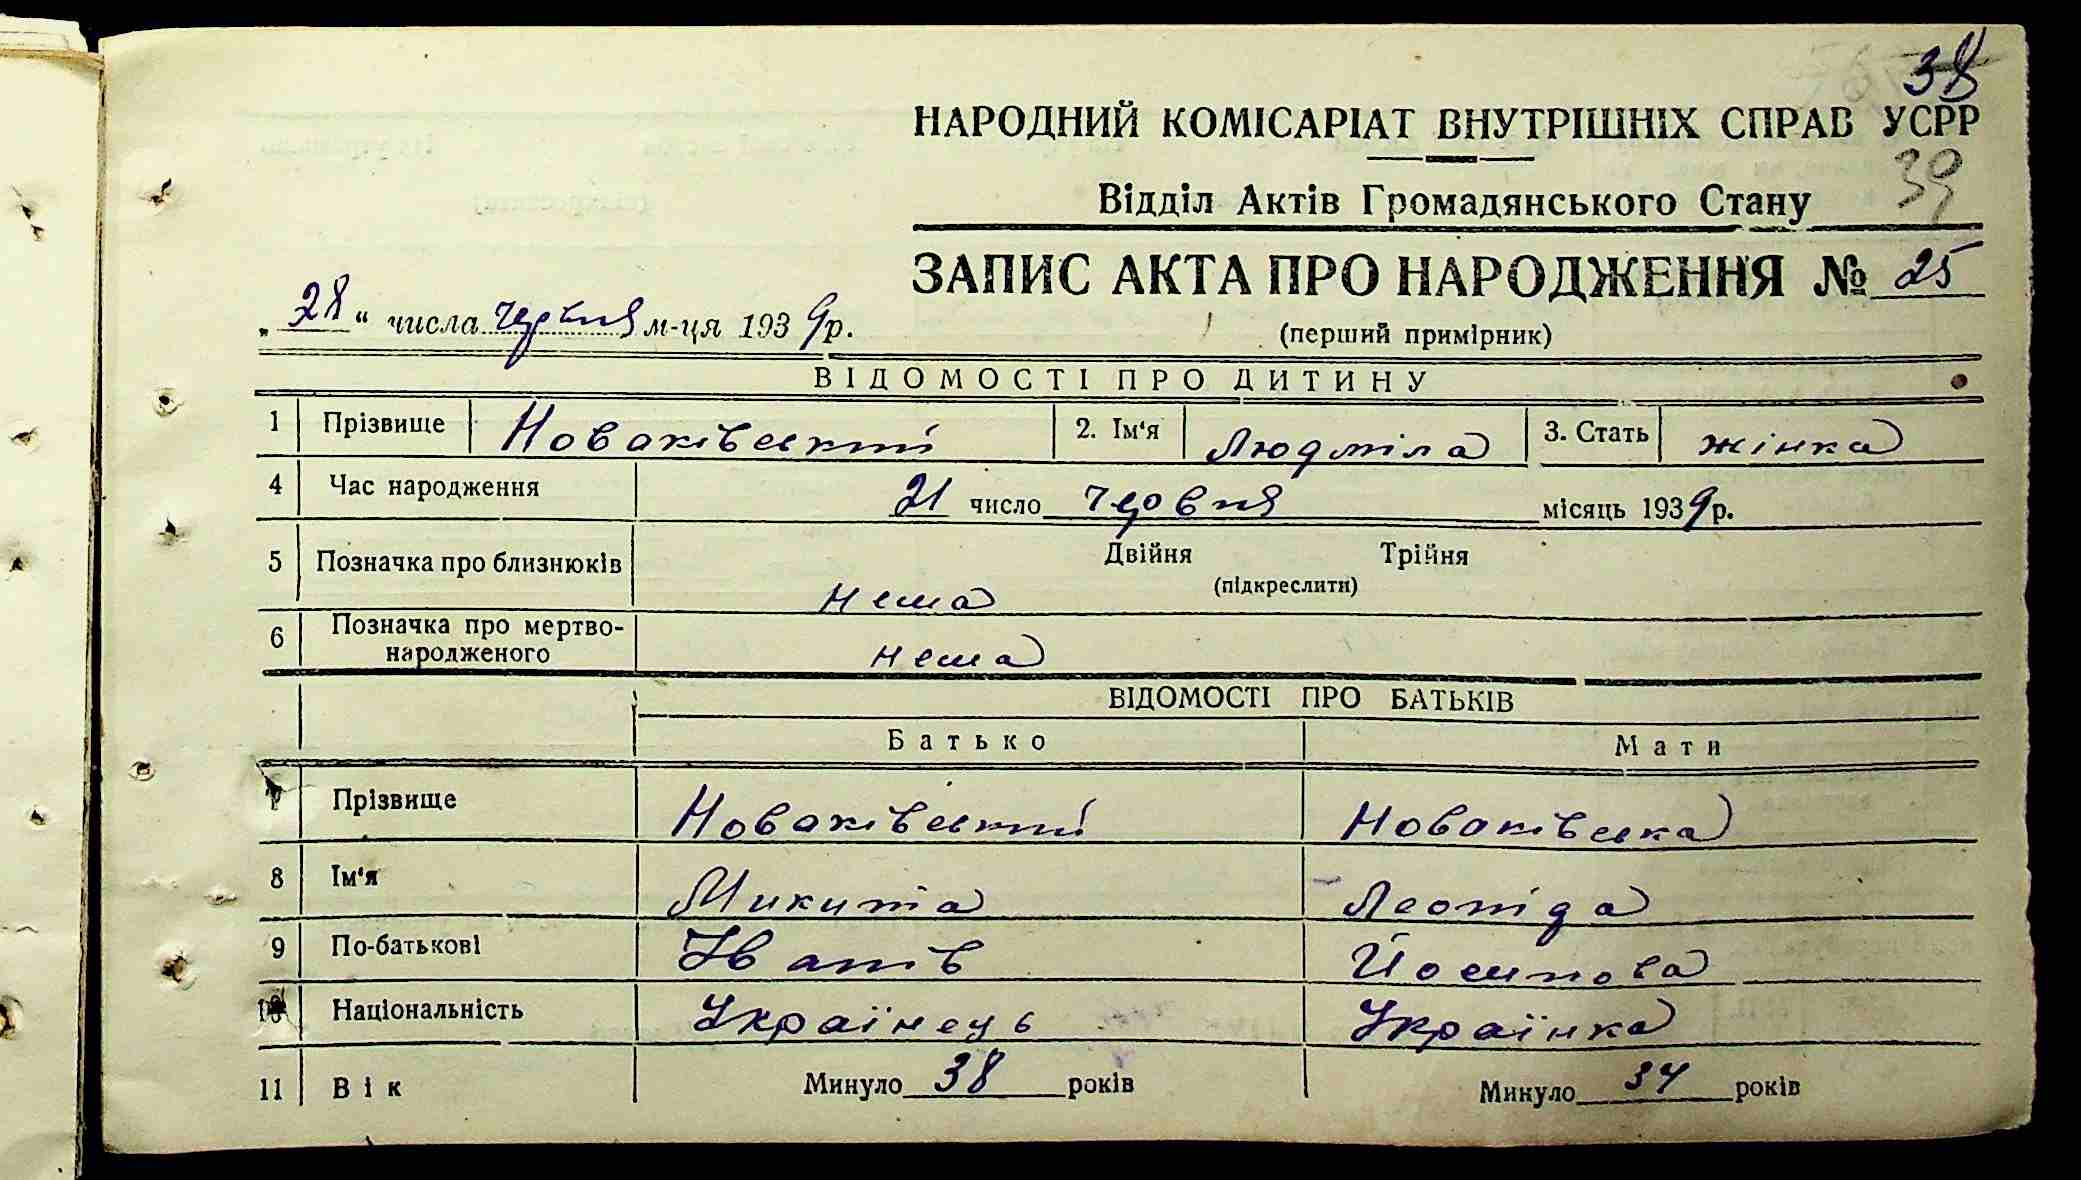 38
НАРОДНИЙ КОМІСАРІАТ ВНУТРІШНІХ СПРАВ УСРР
39
Відділ Актів Громадянського Стану
ЗАПИС АКТА ПРО НАРОДЖЕННЯ № 25
„28“ числа червня м-ця 1939 р.
(перший примірник)
ВІДОМОСТІ ПРО ДИТИНУ
1 Прізвище Новаківський 2. Ім'я Людміла 3. Стать жінка
4 Час народження 21 число червня місяць 1939 р.
5 Позначка про близнюків Двійня Трійня
(підкреслити)
нема
6 Позначка про мертво-
народженого нема
ВІДОМОСТІ ПРО БАТЬКІВ
Батько Мати
7 Прізвище Новаківський Новаківська
8 Ім'я Микита Леоніда
9 По-батькові Іванів Йосипова
10 Національність Українець Українка
11 Вік Минуло 38 років Минуло 34 років